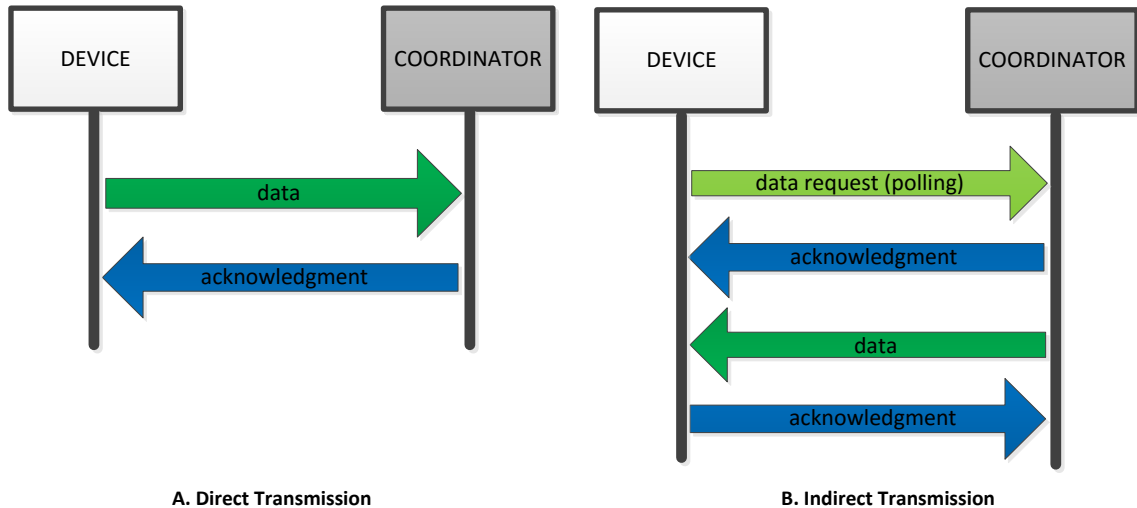 DEVICE
COORDINATOR
data
acknowledgment
A. Direct Transmission
DEVICE
COORDINATOR
data request (polling)
acknowledgment
data
acknowledgment
B. Indirect Transmission